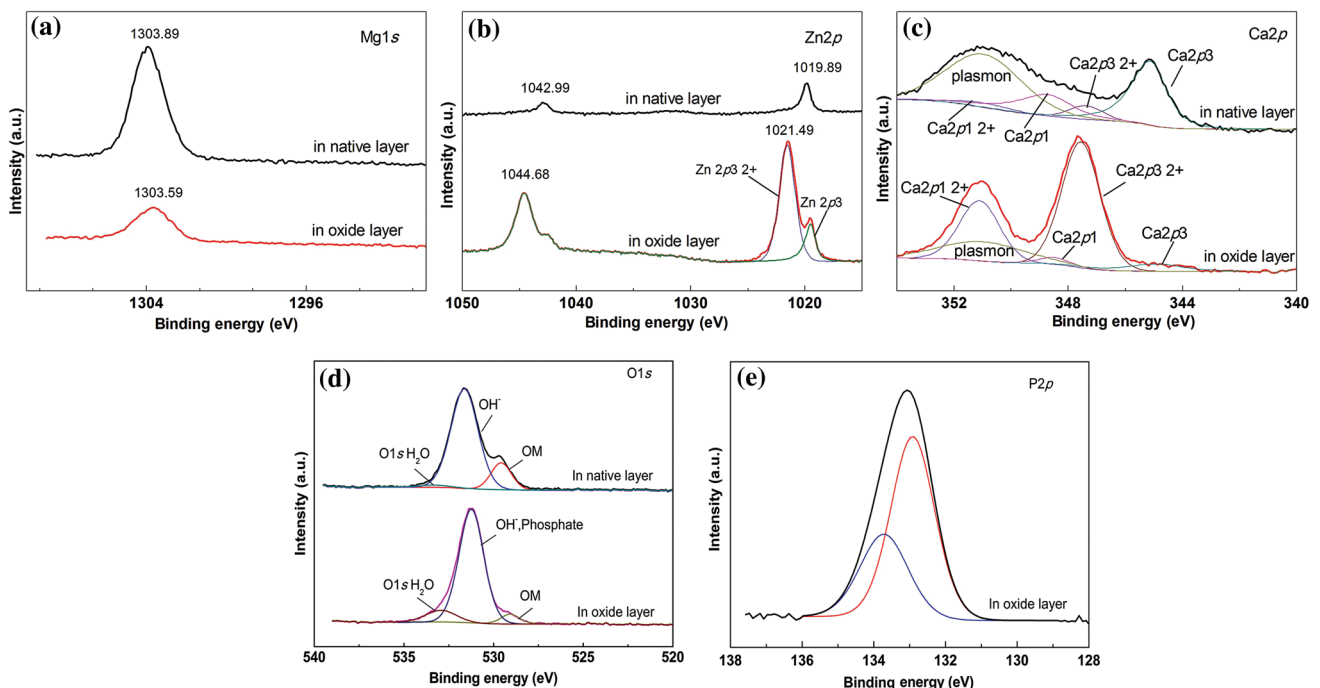 (a)
Mg1s
1303.89
in native layer
1303.59
in oxide layer
Intensity (a.u.)
1304 1296
Binding energy (eV)
(b)
Zn2p
1019.89
1042.99
in native layer
1021.49
1044.68
Zn 2p3 2+
Zn 2p3
in oxide layer
Intensity (a.u.)
1050 1040 1030 1020
Binding energy (eV)
(c)
Ca2p
plasmon
Ca2p3 2+
Ca2p3
Ca2p1 2+
Ca2p1
in native layer
Ca2p1 2+
Ca2p3 2+
plasmon
Ca2p1
Ca2p3
in oxide layer
Intensity (a.u.)
352 348 344 340
Binding energy (eV)
(d)
O1s
OH⁻
O1s H₂O
OM
In native layer
OH⁻,Phosphate
O1s H₂O
OM
In oxide layer
Intensity (a.u.)
540 535 530 525 520
Binding energy (eV)
(e)
P2p
In oxide layer
Intensity (a.u.)
138 136 134 132 130 128
Binding energy (eV)